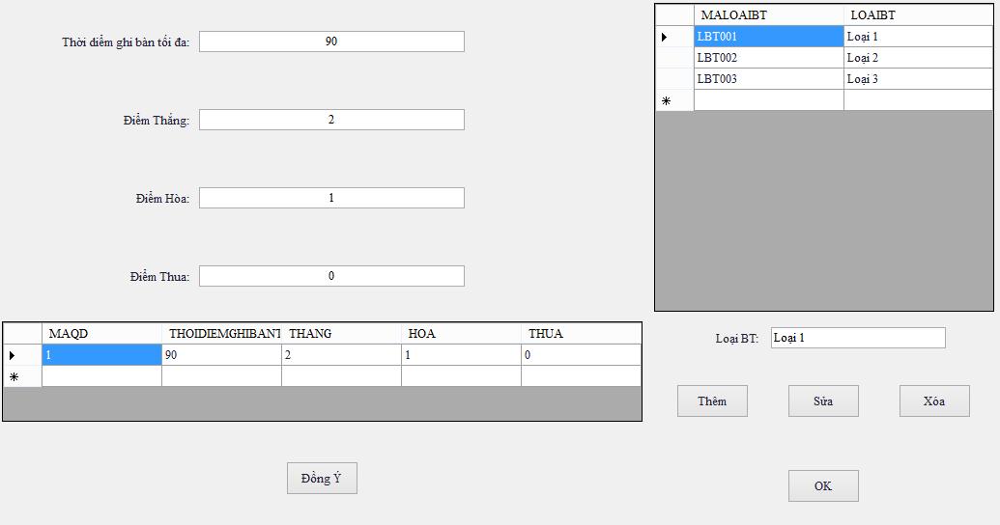 Thời điểm ghi bàn tối đa: 90
Điểm Thắng: 2
Điểm Hòa: 1
Điểm Thua: 0
MAQD THOIDIEMGHIBANT THANG HOA THUA
1 90 2 1 0
Đồng Ý
MALOAIBT LOAIBT
LBT001 Loại 1
LBT002 Loại 2
LBT003 Loại 3
Loại BT: Loại 1
Thêm Sửa Xóa
OK